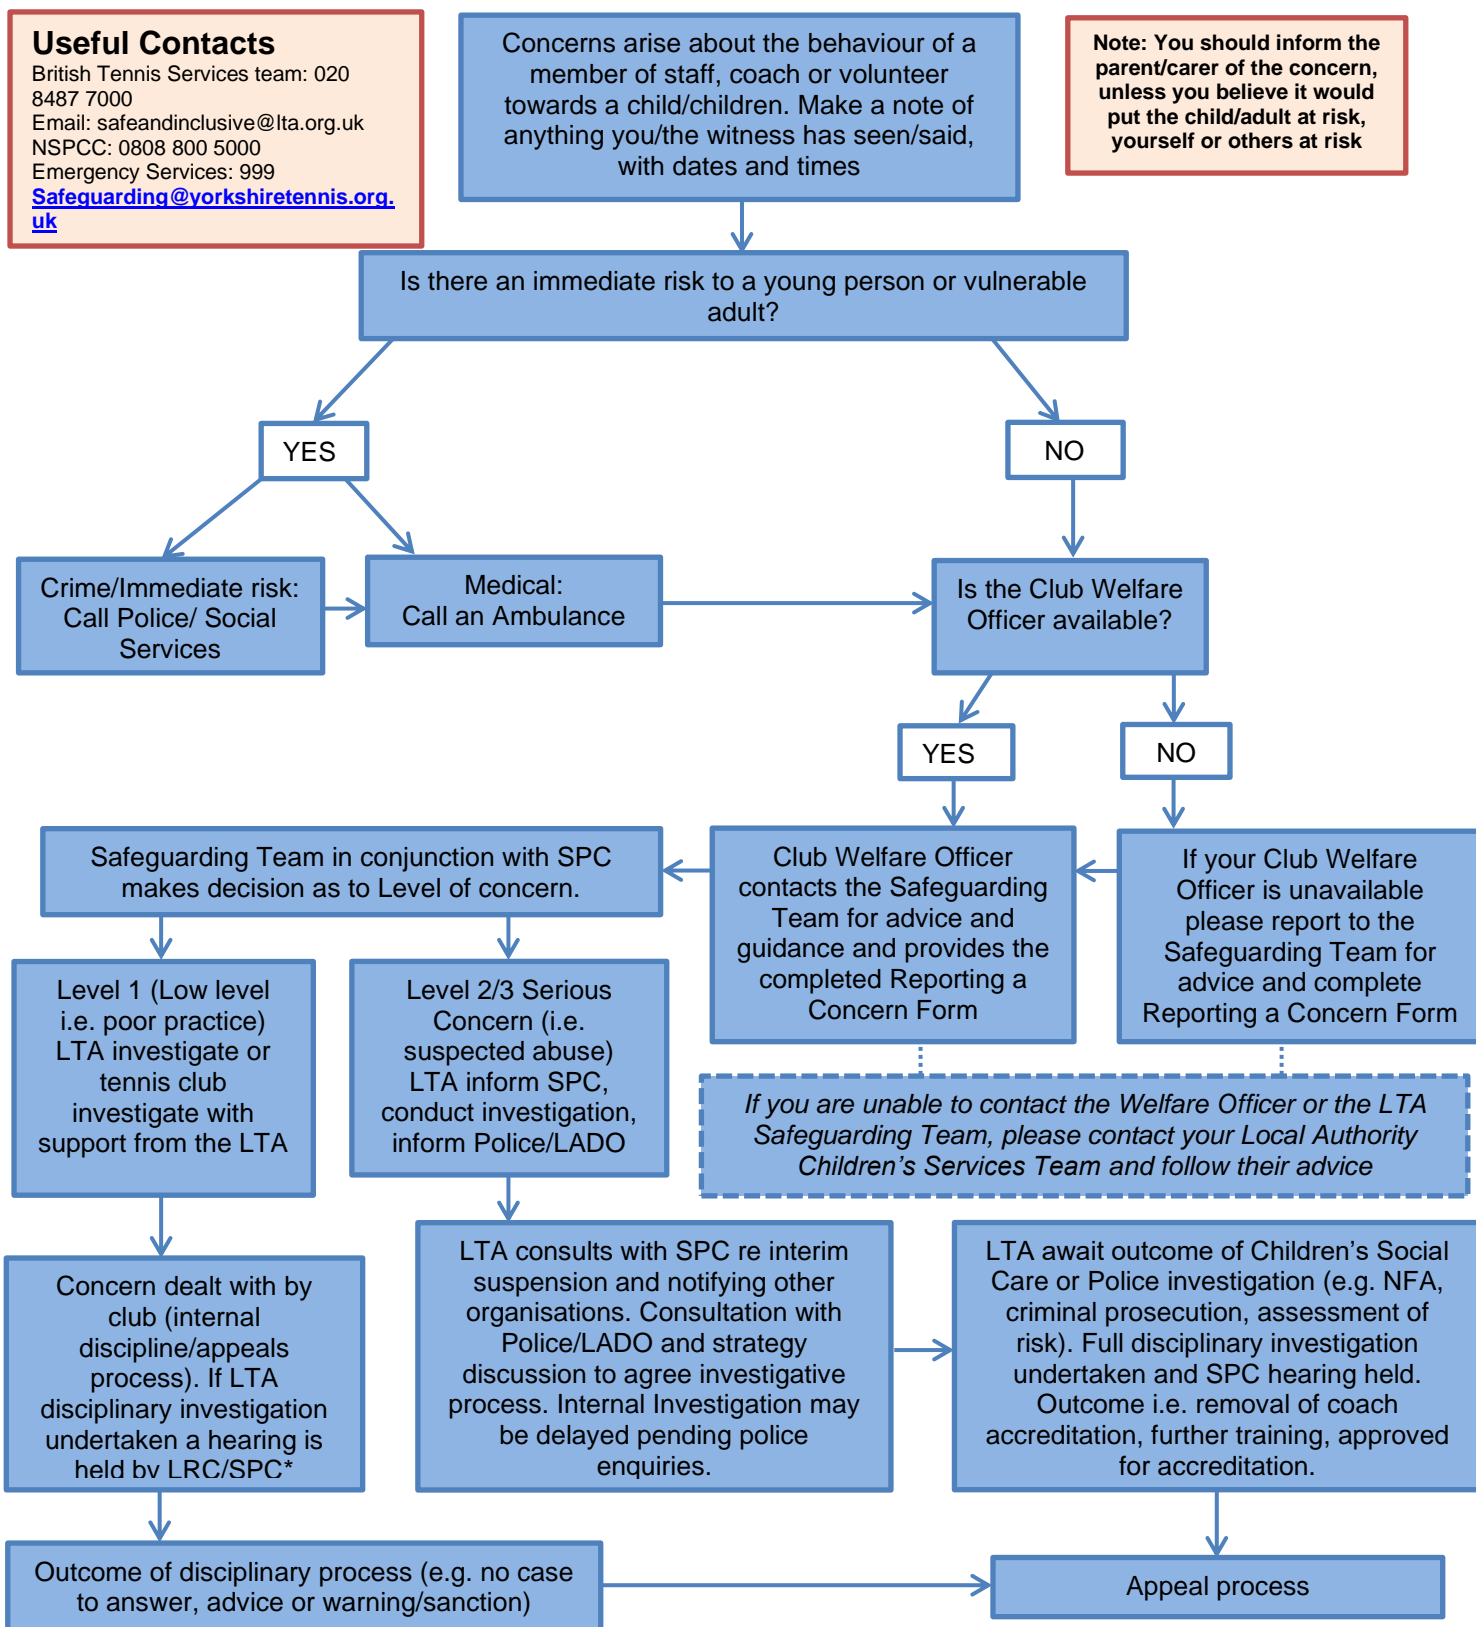 Useful Contacts
British Tennis Services team: 020
8487 7000
Email: safeandinclusive@lta.org.uk
NSPCC: 0808 800 5000
Emergency Services: 999
Safeguarding@yorkshiretennis.org.
uk
Concerns arise about the behaviour of a
member of staff, coach or volunteer
towards a child/children. Make a note of
anything you/the witness has seen/said,
with dates and times
Note: You should inform the
parent/carer of the concern,
unless you believe it would
put the child/adult at risk,
yourself or others at risk
Is there an immediate risk to a young person or vulnerable
adult?
YES
NO
Crime/Immediate risk:
Call Police/ Social
Services
Medical:
Call an Ambulance
Is the Club Welfare
Officer available?
YES
NO
Safeguarding Team in conjunction with SPC
makes decision as to Level of concern.
Club Welfare Officer
contacts the Safeguarding
Team for advice and
guidance and provides the
completed Reporting a
Concern Form
If your Club Welfare
Officer is unavailable
please report to the
Safeguarding Team for
advice and complete
Reporting a Concern Form
Level 1 (Low level
i.e. poor practice)
LTA investigate or
tennis club
investigate with
support from the LTA
Level 2/3 Serious
Concern (i.e.
suspected abuse)
LTA inform SPC,
conduct investigation,
inform Police/LADO
If you are unable to contact the Welfare Officer or the LTA
Safeguarding Team, please contact your Local Authority
Children's Services Team and follow their advice
Concern dealt with by
club (internal
discipline/appeals
process). If LTA
disciplinary investigation
undertaken a hearing is
held by LRC/SPC*
LTA consults with SPC re interim
suspension and notifying other
organisations. Consultation with
Police/LADO and strategy
discussion to agree investigative
process. Internal Investigation may
be delayed pending police
enquiries.
LTA await outcome of Children's Social
Care or Police investigation (e.g. NFA,
criminal prosecution, assessment of
risk). Full disciplinary investigation
undertaken and SPC hearing held.
Outcome i.e. removal of coach
accreditation, further training, approved
for accreditation.
Outcome of disciplinary process (e.g. no case
to answer, advice or warning/sanction)
Appeal process